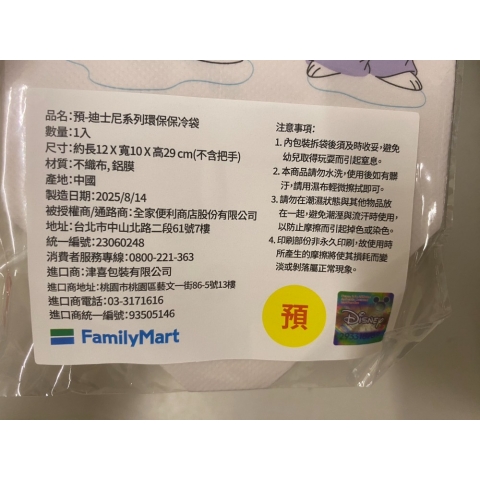 品名:預-迪士尼系列環保保冷袋
數量:1入
尺寸:約長12 X 寬10 X 高29 cm(不含把手)
材質:不織布, 鋁膜
產地:中國
製造日期:2025/8/14
被授權商/通路商:全家便利商店股份有限公司
地址:台北市中山北路二段61號7樓
統一編號:23060248
消費者服務專線:0800-221-363
進口商:津喜包裝有限公司
進口商地址:桃園市桃園區藝文一街86-5號13樓
進口商電話:03-3171616
進口商統一編號:93505146
FamilyMart
注意事項:
1. 內包裝拆袋後須及時收妥,避免
幼兒取得玩耍而引起窒息。
2. 本商品請勿水洗,使用後如有髒
汙,請用濕布輕微擦拭即可。
3. 請勿在潮濕狀態與其他物品放
在一起,避免潮溼與流汗時使用,
以防止摩擦而引起掉色或染色。
4. 印刷部份非永久印刷,故使用時
所產生的摩擦將使其損耗而變
淡或剝落屬正常現象。
預
DISNEY